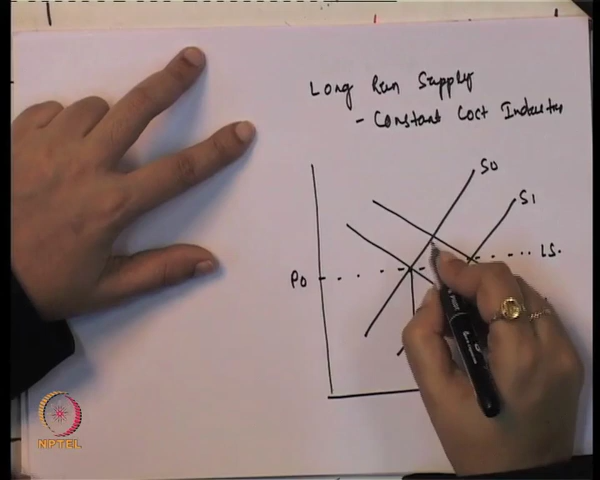 Long Run Supply
- Constant Cost Industry
S0
S1
LS.
P0
NPTEL